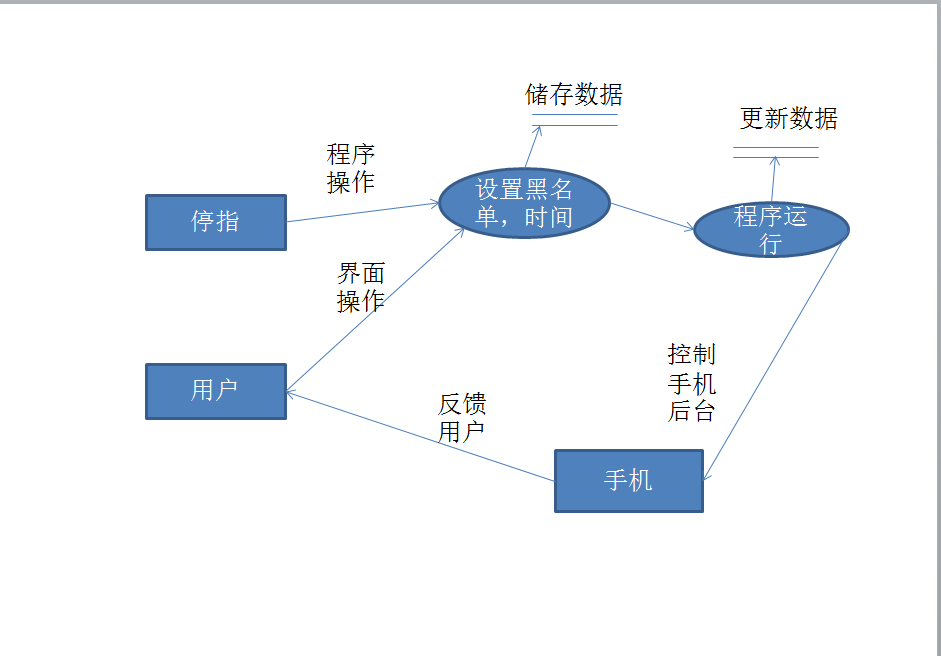 储存数据
更新数据
程序
操作
设置黑名
单，时间
停指
程序运
行
界面
操作
控制
手机
后台
用户
反馈
用户
手机